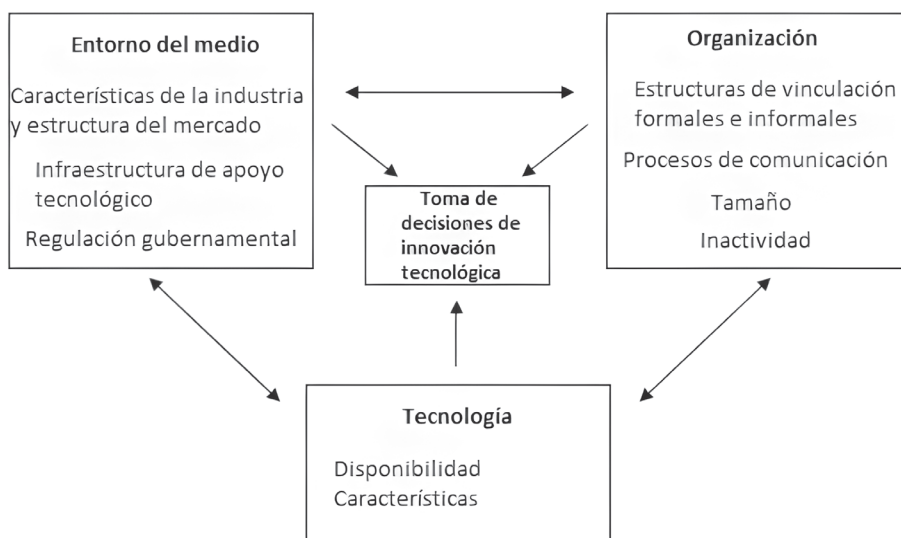 Entorno del medio
Características de la industria
y estructura del mercado
Infraestructura de apoyo
tecnológico
Regulación gubernamental
Organización
Estructuras de vinculación
formales e informales
Procesos de comunicación
Tamaño
Inactividad
Toma de
decisiones de
innovación
tecnológica
Tecnología
Disponibilidad
Características